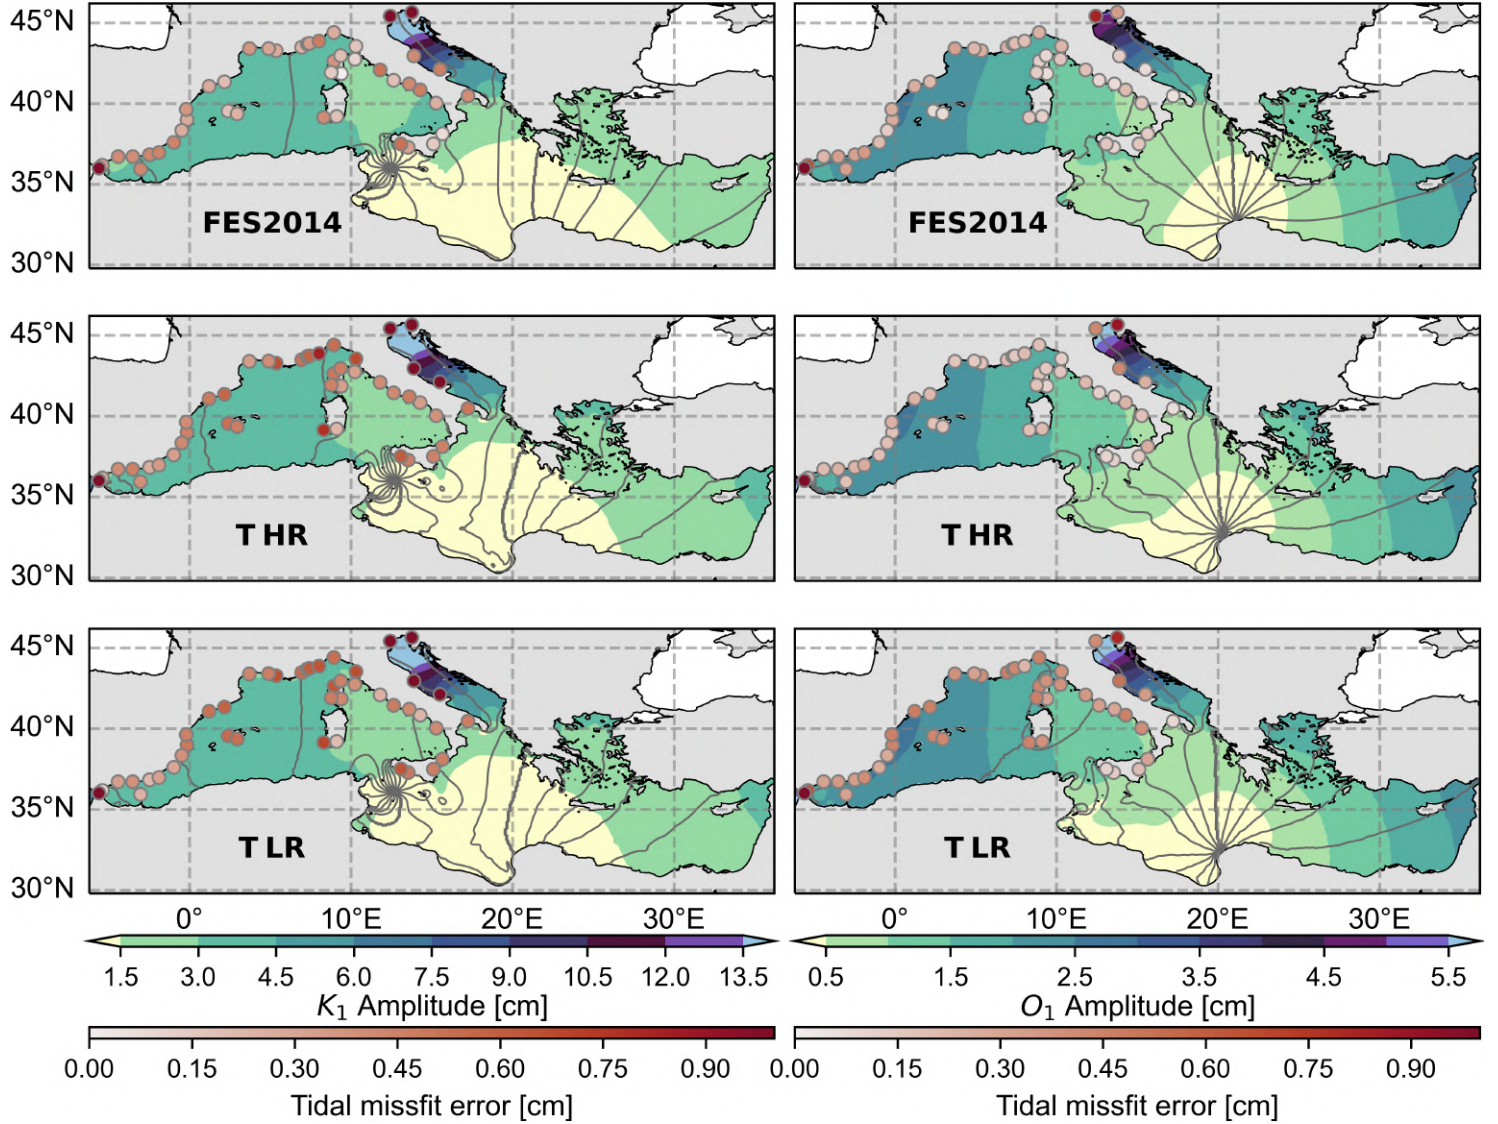 45°N
40°N
35°N
30°N
FES2014
FES2014
45°N
40°N
35°N
30°N
T HR
T HR
45°N
40°N
35°N
30°N
T LR
T LR
0° 10°E 20°E 30°E
0° 10°E 20°E 30°E
1.5 3.0 4.5 6.0 7.5 9.0 10.5 12.0 13.5
K₁ Amplitude [cm]
0.5 1.5 2.5 3.5 4.5 5.5
O₁ Amplitude [cm]
0.00 0.15 0.30 0.45 0.60 0.75 0.90
Tidal missfit error [cm]
0.00 0.15 0.30 0.45 0.60 0.75 0.90
Tidal missfit error [cm]